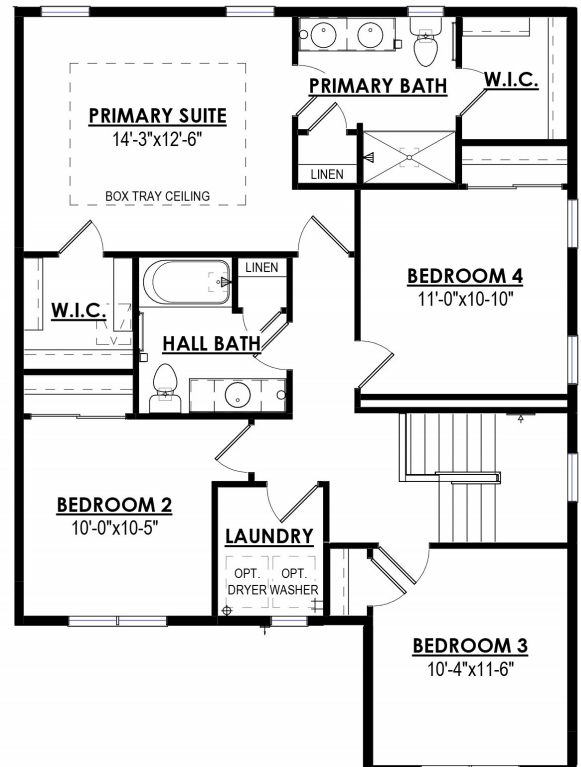 PRIMARY BATH
W.I.C.
PRIMARY SUITE
14'-3"x12'-6"
BOX TRAY CEILING
LINEN
LINEN
BEDROOM 4
11'-0"x10-10"
W.I.C.
HALL BATH
BEDROOM 2
10'-0"x10-5"
LAUNDRY
OPT. DRYER
OPT. WASHER
BEDROOM 3
10'-4"x11-6"